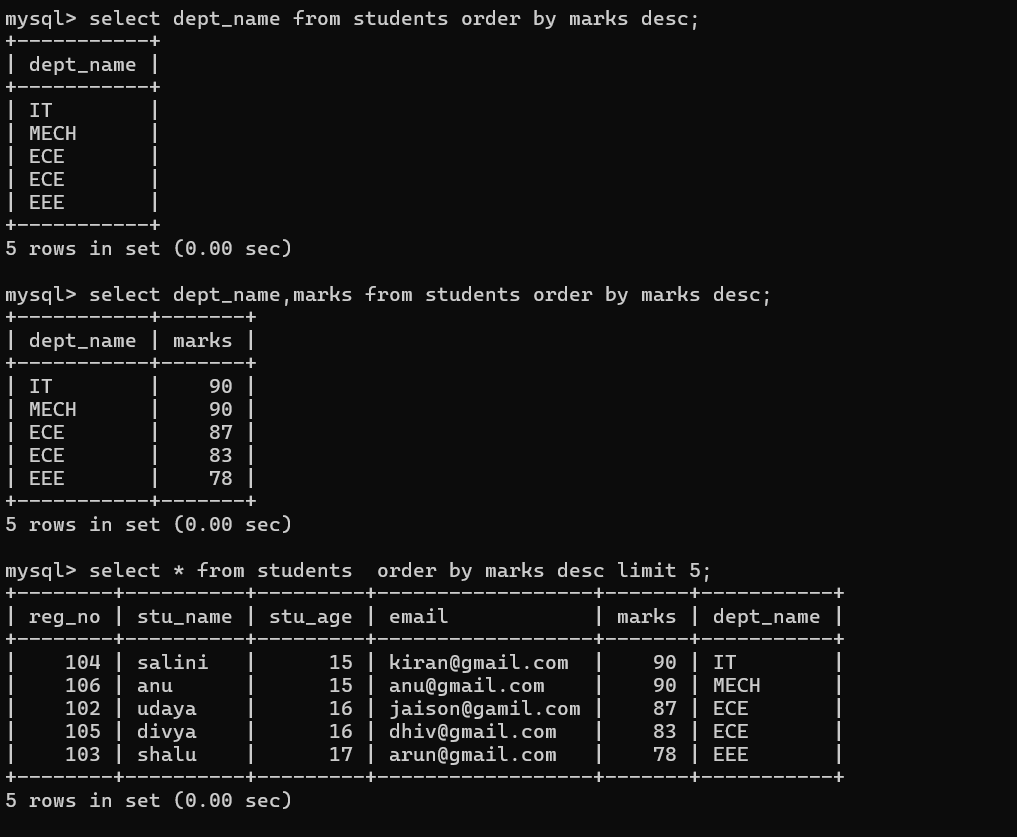 mysql> select dept_name from students order by marks desc;
+-----------+
| dept_name |
+-----------+
| IT        |
| MECH      |
| ECE       |
| ECE       |
| EEE       |
+-----------+
5 rows in set (0.00 sec)

mysql> select dept_name,marks from students order by marks desc;
+-----------+-------+
| dept_name | marks |
+-----------+-------+
| IT        |    90 |
| MECH      |    90 |
| ECE       |    87 |
| ECE       |    83 |
| EEE       |    78 |
+-----------+-------+
5 rows in set (0.00 sec)

mysql> select * from students  order by marks desc limit 5;
+--------+----------+---------+------------------+-------+-----------+
| reg_no | stu_name | stu_age | email            | marks | dept_name |
+--------+----------+---------+------------------+-------+-----------+
|    104 | salini   |      15 | kiran@gmail.com  |    90 | IT        |
|    106 | anu      |      15 | anu@gmail.com    |    90 | MECH      |
|    102 | udaya    |      16 | jaison@gamil.com |    87 | ECE       |
|    105 | divya    |      16 | dhiv@gmail.com   |    83 | ECE       |
|    103 | shalu    |      17 | arun@gmail.com   |    78 | EEE       |
+--------+----------+---------+------------------+-------+-----------+
5 rows in set (0.00 sec)